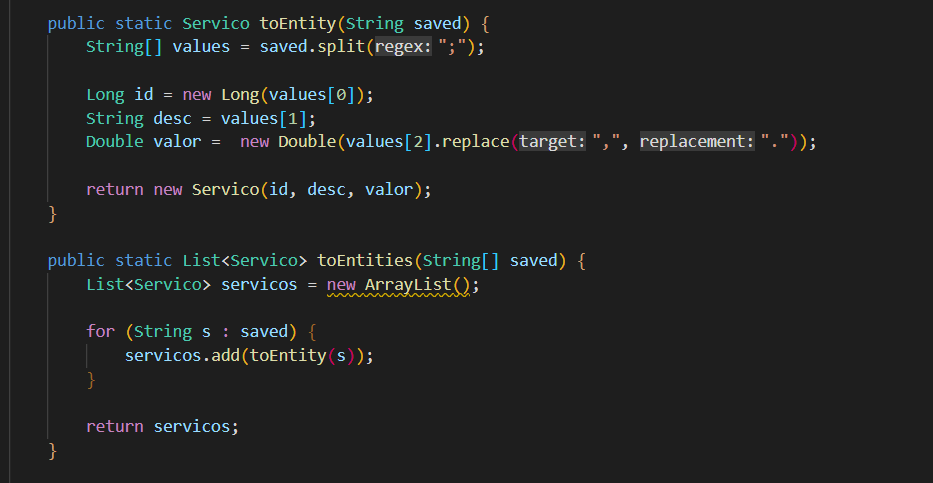 public static Servico toEntity(String saved) {
String[] values = saved.split(regex: ";");
Long id = new Long(values[0]);
String desc = values[1];
Double valor =  new Double(values[2].replace(target: ",", replacement: "."));
return new Servico(id, desc, valor);
}
public static List<Servico> toEntities(String[] saved) {
List<Servico> servicos = new ArrayList();
for (String s : saved) {
servicos.add(toEntity(s));
}
return servicos;
}